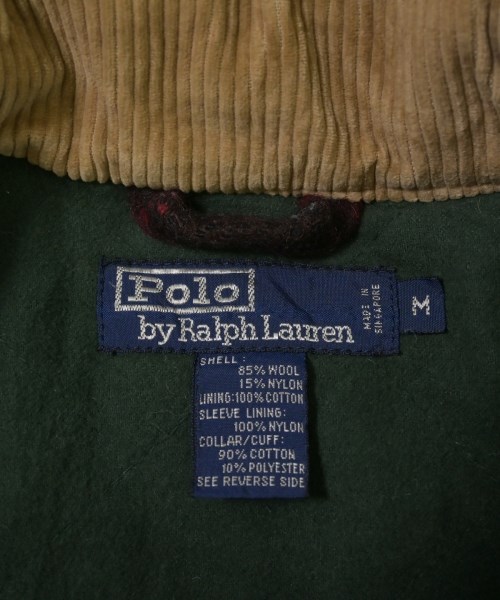 Polo
by Ralph Lauren
MADE IN
SINGAPORE
M
SHELL:
85% WOOL
15% NYLON
LINING:100% COTTON
SLEEVE LINING:
100% NYLON
COLLAR/CUFF:
90% COTTON
10% POLYESTER
SEE REVERSE SIDE